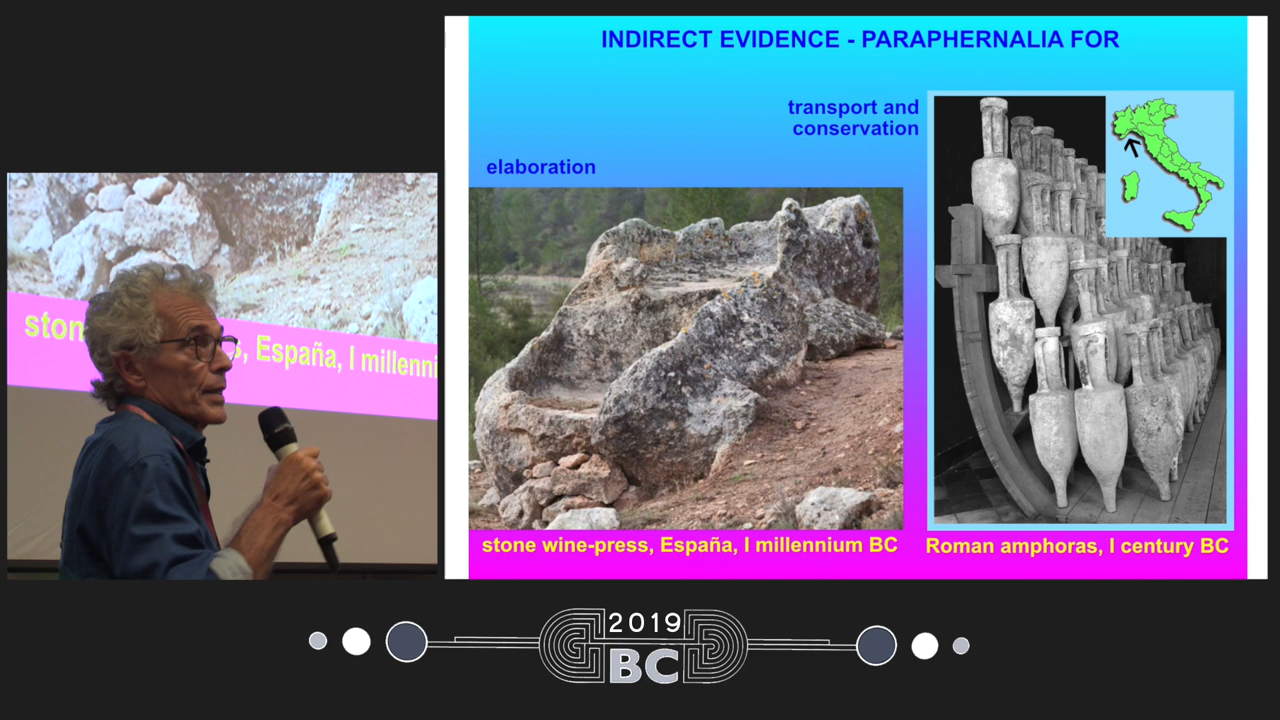 INDIRECT EVIDENCE - PARAPHERNALIA FOR
transport and
conservation
elaboration
stone wine-press, España, I millennium BC
Roman amphoras, I century BC
ston
s, España, I millenni
2019
BC